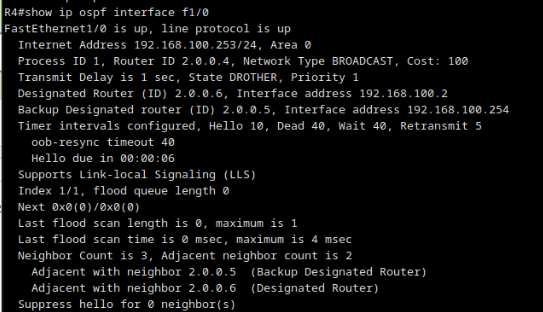 R4#show ip ospf interface f1/0
FastEthernet1/0 is up, line protocol is up
Internet Address 192.168.100.253/24, Area 0
Process ID 1, Router ID 2.0.0.4, Network Type BROADCAST, Cost: 100
Transmit Delay is 1 sec, State DROTHER, Priority 1
Designated Router (ID) 2.0.0.6, Interface address 192.168.100.2
Backup Designated router (ID) 2.0.0.5, Interface address 192.168.100.254
Timer intervals configured, Hello 10, Dead 40, Wait 40, Retransmit 5
oob-resync timeout 40
Hello due in 00:00:06
Supports Link-local Signaling (LLS)
Index 1/1, flood queue length 0
Next 0x0(0)/0x0(0)
Last flood scan length is 0, maximum is 1
Last flood scan time is 0 msec, maximum is 4 msec
Neighbor Count is 3, Adjacent neighbor count is 2
Adjacent with neighbor 2.0.0.5  (Backup Designated Router)
Adjacent with neighbor 2.0.0.6  (Designated Router)
Suppress hello for 0 neighbor(s)